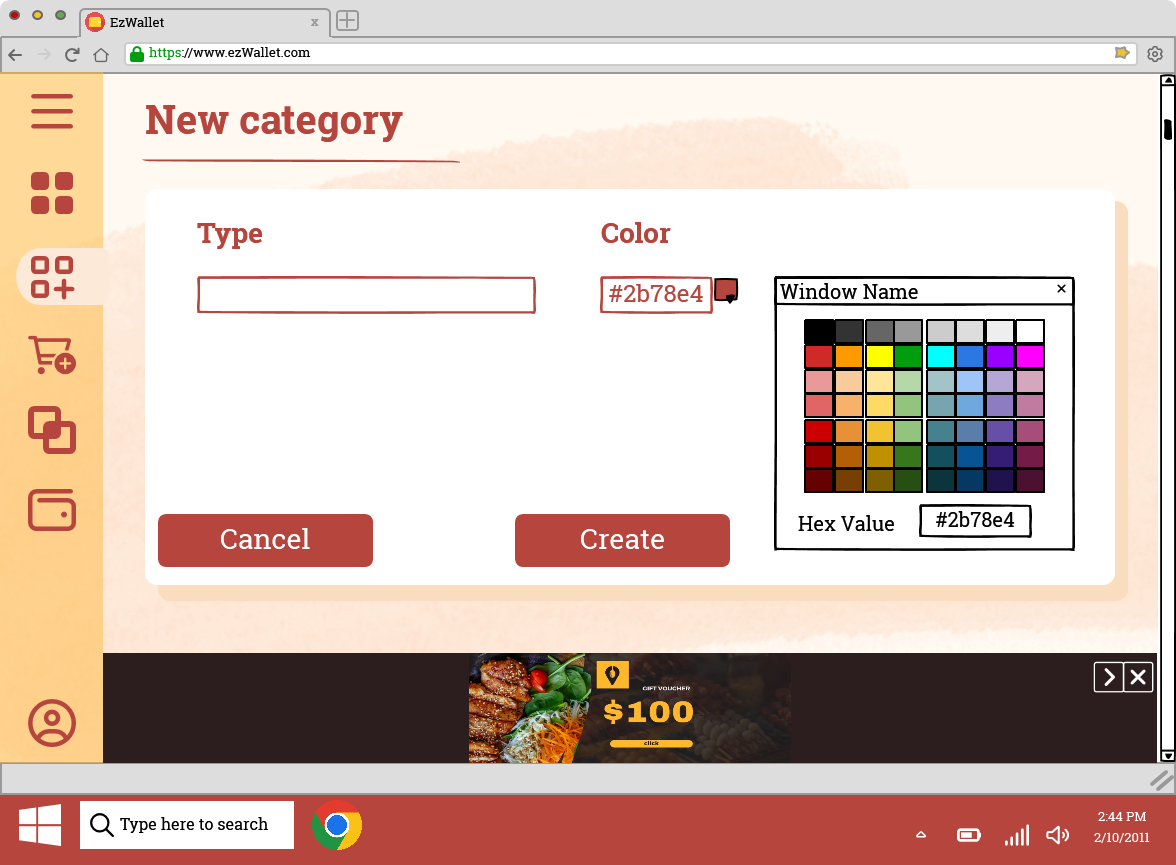 EzWallet
https://www.ezWallet.com
New category
Type
Color
#2b78e4
Window Name
Hex Value
#2b78e4
Cancel
Create
GIFT VOUCHER
$100
click
Type here to search
2:44 PM
2/10/2011